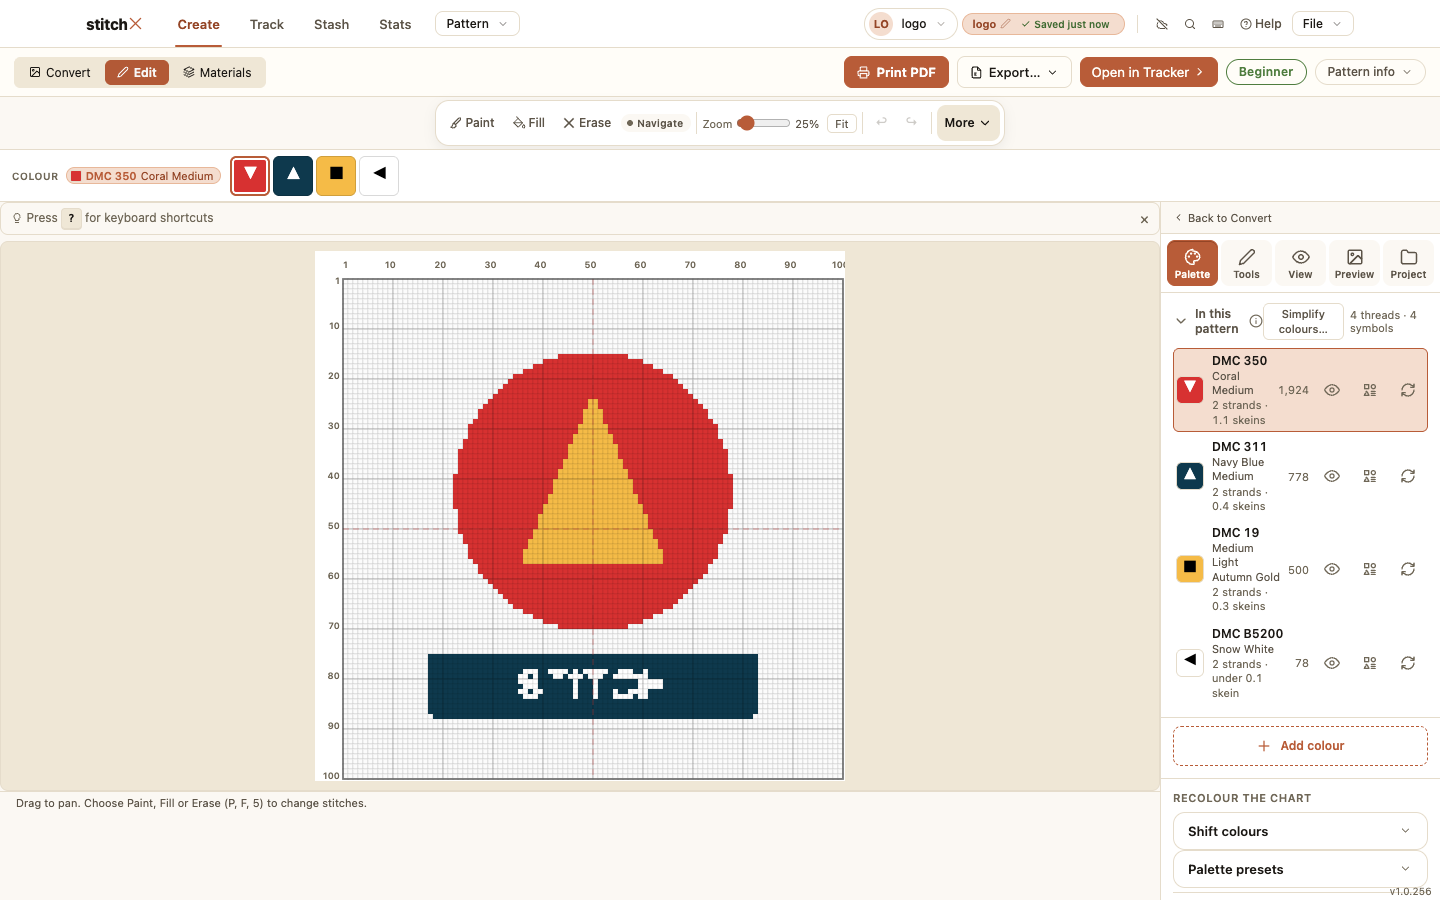 stitch
Create
Track
Stash
Stats
Pattern
LO logo
logo Saved just now
Help
File
Convert
Edit
Materials
Print PDF
Export...
Open in Tracker
Beginner
Pattern info
Paint
Fill
Erase
Navigate
Zoom 25%
Fit
More
COLOUR DMC 350 Coral Medium
Press ? for keyboard shortcuts
1 10 20 30 40 50 60 70 80 90
1
10
20
30
40
50
60
70
80
90
100
Drag to pan. Choose Paint, Fill or Erase (P, F, 5) to change stitches.
Back to Convert
Palette
Tools
View
Preview
Project
In this
pattern
Simplify
colours...
4 threads · 4
symbols
DMC 350
Coral
Medium
2 strands ·
1.1 skeins
1,924
DMC 311
Navy Blue
Medium
2 strands ·
0.4 skeins
778
DMC 19
Medium
Light
Autumn Gold
2 strands ·
0.3 skeins
500
DMC B5200
Snow White
2 strands ·
under 0.1
skein
78
Add colour
RECOLOUR THE CHART
Shift colours
Palette presets
v1.0.256